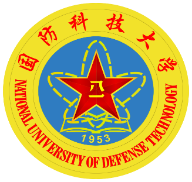 国防科技大学
八一
1953
NATIONAL UNIVERSITY OF DEFENSE TECHNOLOGY